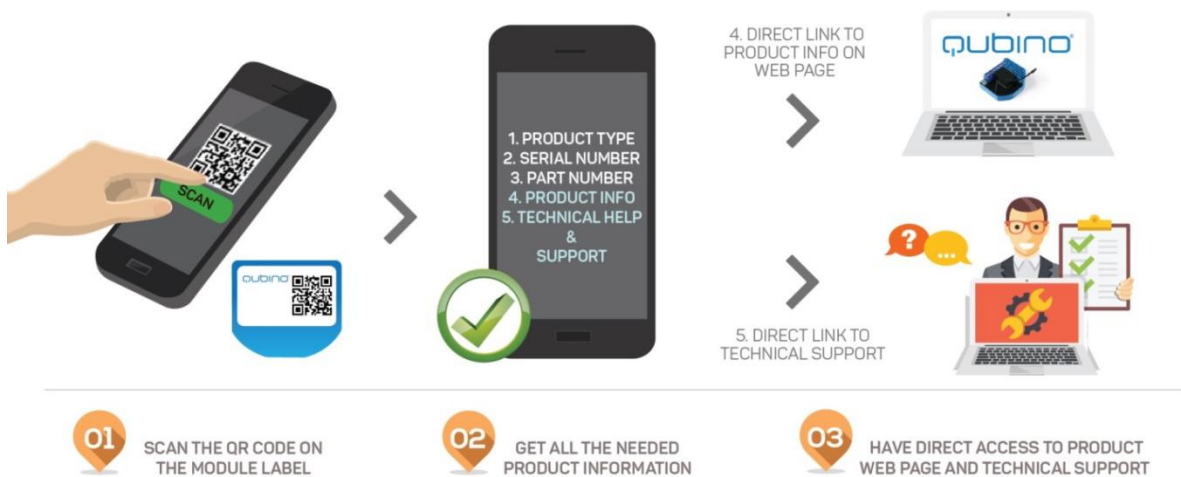 SCAN
qubino
1. PRODUCT TYPE
2. SERIAL NUMBER
3. PART NUMBER
4. PRODUCT INFO
5. TECHNICAL HELP
&
SUPPORT
4. DIRECT LINK TO
PRODUCT INFO ON
WEB PAGE
qubino
?
...
5. DIRECT LINK TO
TECHNICAL SUPPORT
01
SCAN THE QR CODE ON
THE MODULE LABEL
02
GET ALL THE NEEDED
PRODUCT INFORMATION
03
HAVE DIRECT ACCESS TO PRODUCT
WEB PAGE AND TECHNICAL SUPPORT